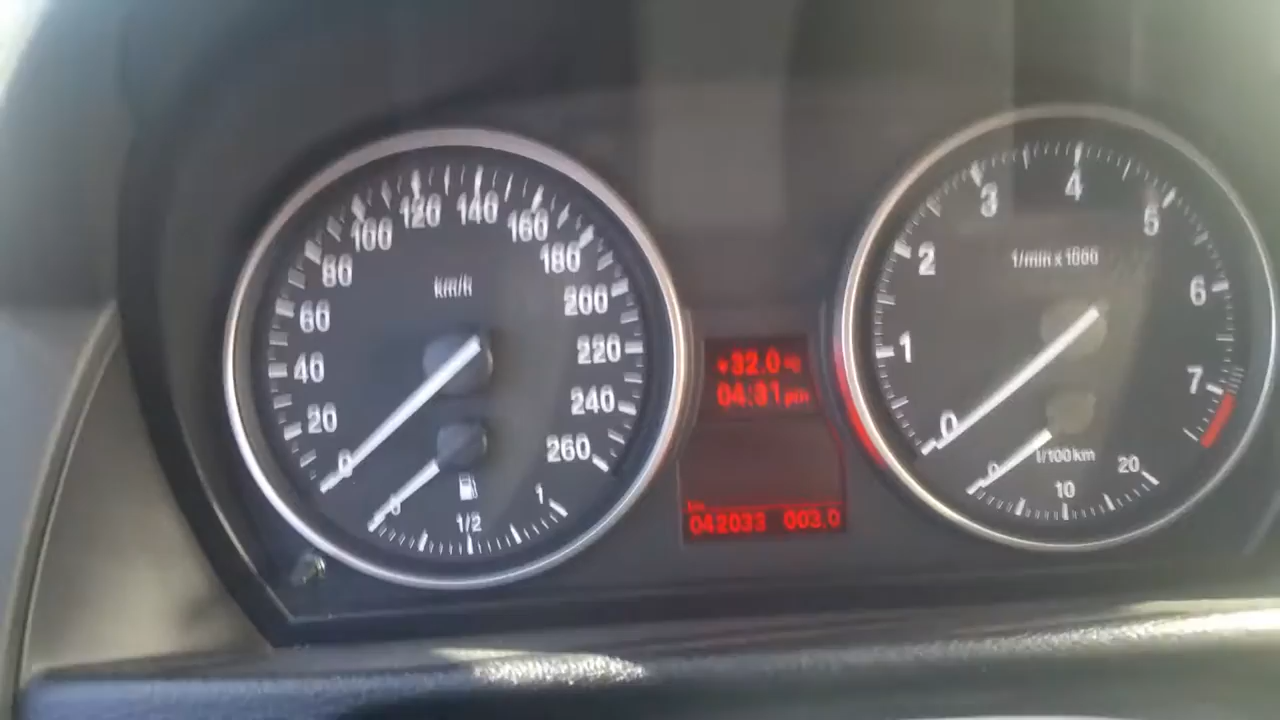 0 20 40 60 80 100 120 140 160 180 200 220 240 260
km/h
0 1/2 1
+32.0 °C
04:31 pm
km
042033 003.0
0 1 2 3 4 5 6 7
1/min x 1000
0 10 20
l/100km